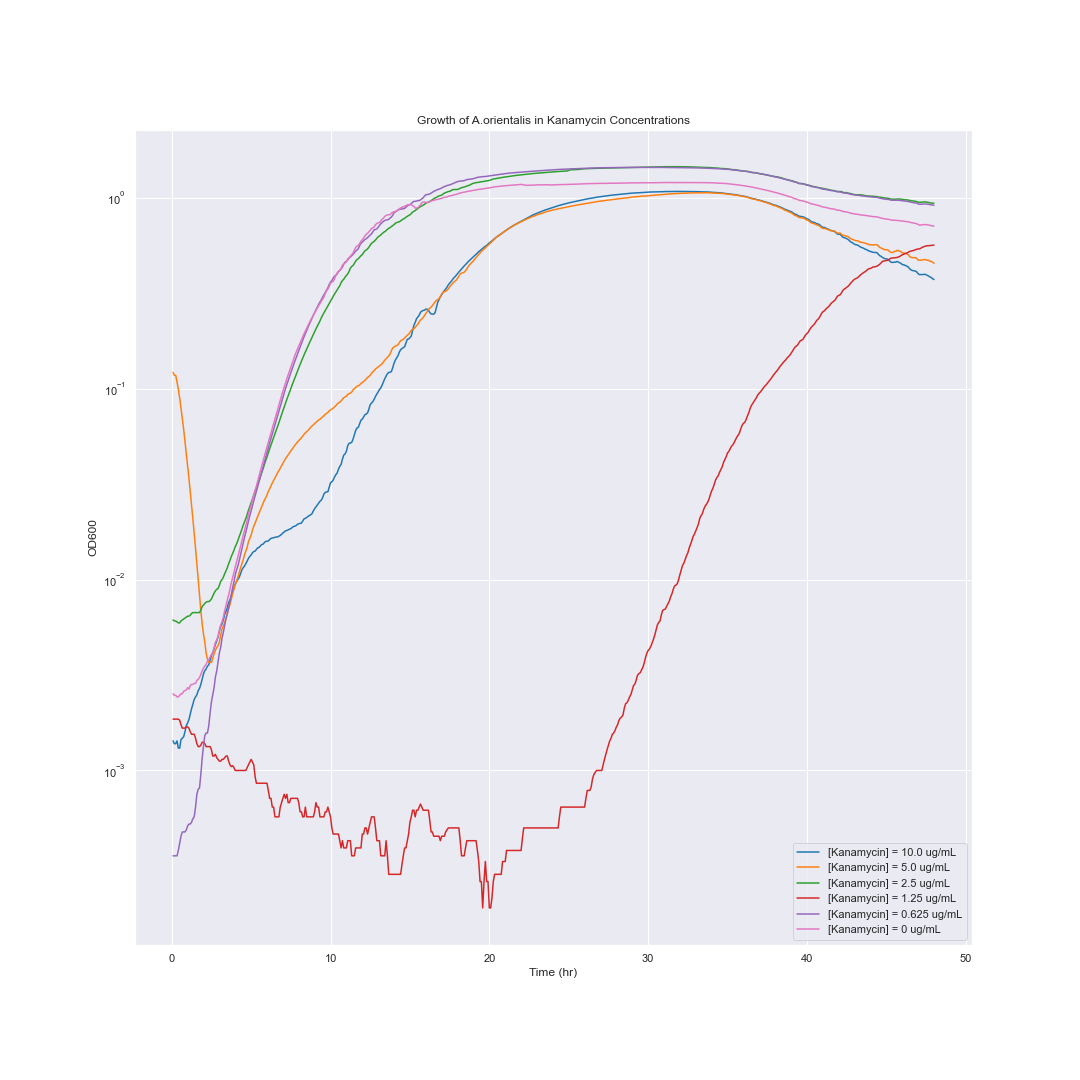 Growth of A.orientalis in Kanamycin Concentrations
OD600
10⁰
10⁻¹
10⁻²
10⁻³
[Kanamycin] = 10.0 ug/mL
[Kanamycin] = 5.0 ug/mL
[Kanamycin] = 2.5 ug/mL
[Kanamycin] = 1.25 ug/mL
[Kanamycin] = 0.625 ug/mL
[Kanamycin] = 0 ug/mL
0 10 20 30 40 50
Time (hr)